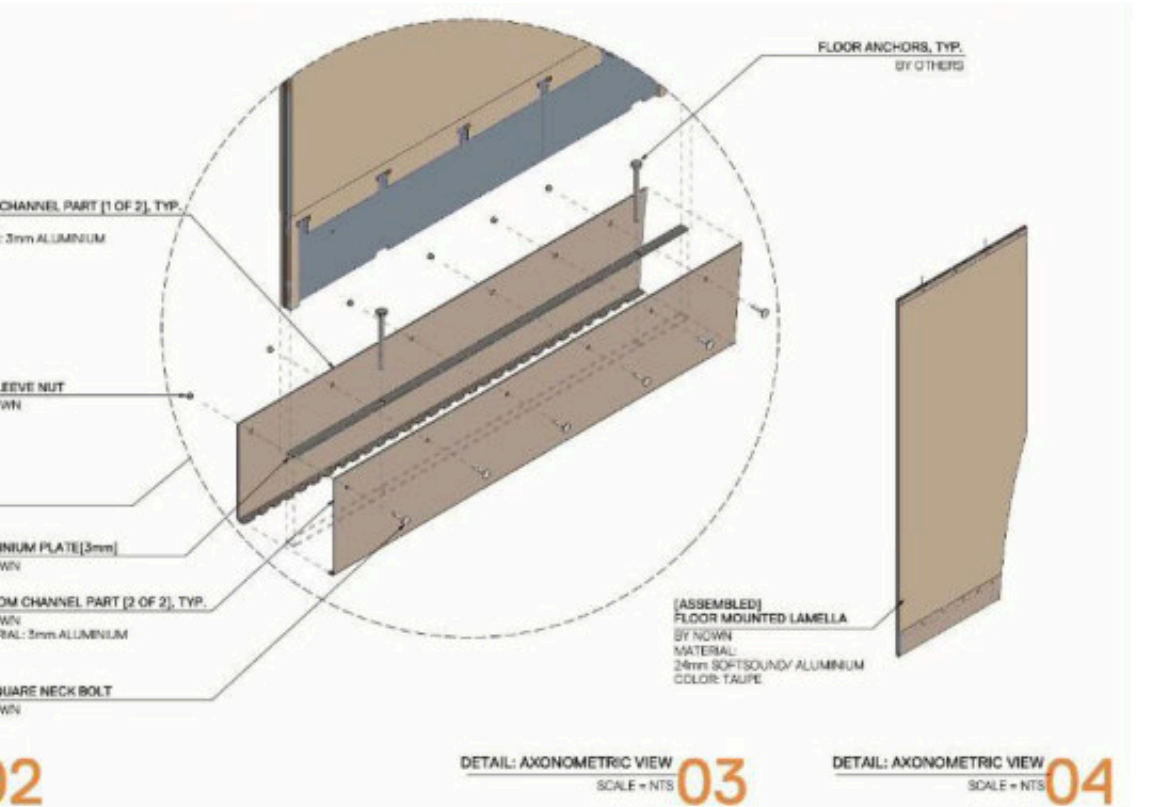 FLOOR ANCHORS, TYP.
BY OTHERS
CHANNEL PART [1 OF 2], TYP.
: 3mm ALUMINIUM
EEVE NUT
WN
INIUM PLATE[3mm]
WN
OM CHANNEL PART [2 OF 2], TYP.
WN
RIAL: 3mm ALUMINIUM
QUARE NECK BOLT
WN
[ASSEMBLED]
FLOOR MOUNTED LAMELLA
BY NOWN
MATERIAL:
24mm SOFTSOUND/ ALUMINIUM
COLOR: TAUPE
02
DETAIL: AXONOMETRIC VIEW
SCALE = NTS
03
DETAIL: AXONOMETRIC VIEW
SCALE = NTS
04